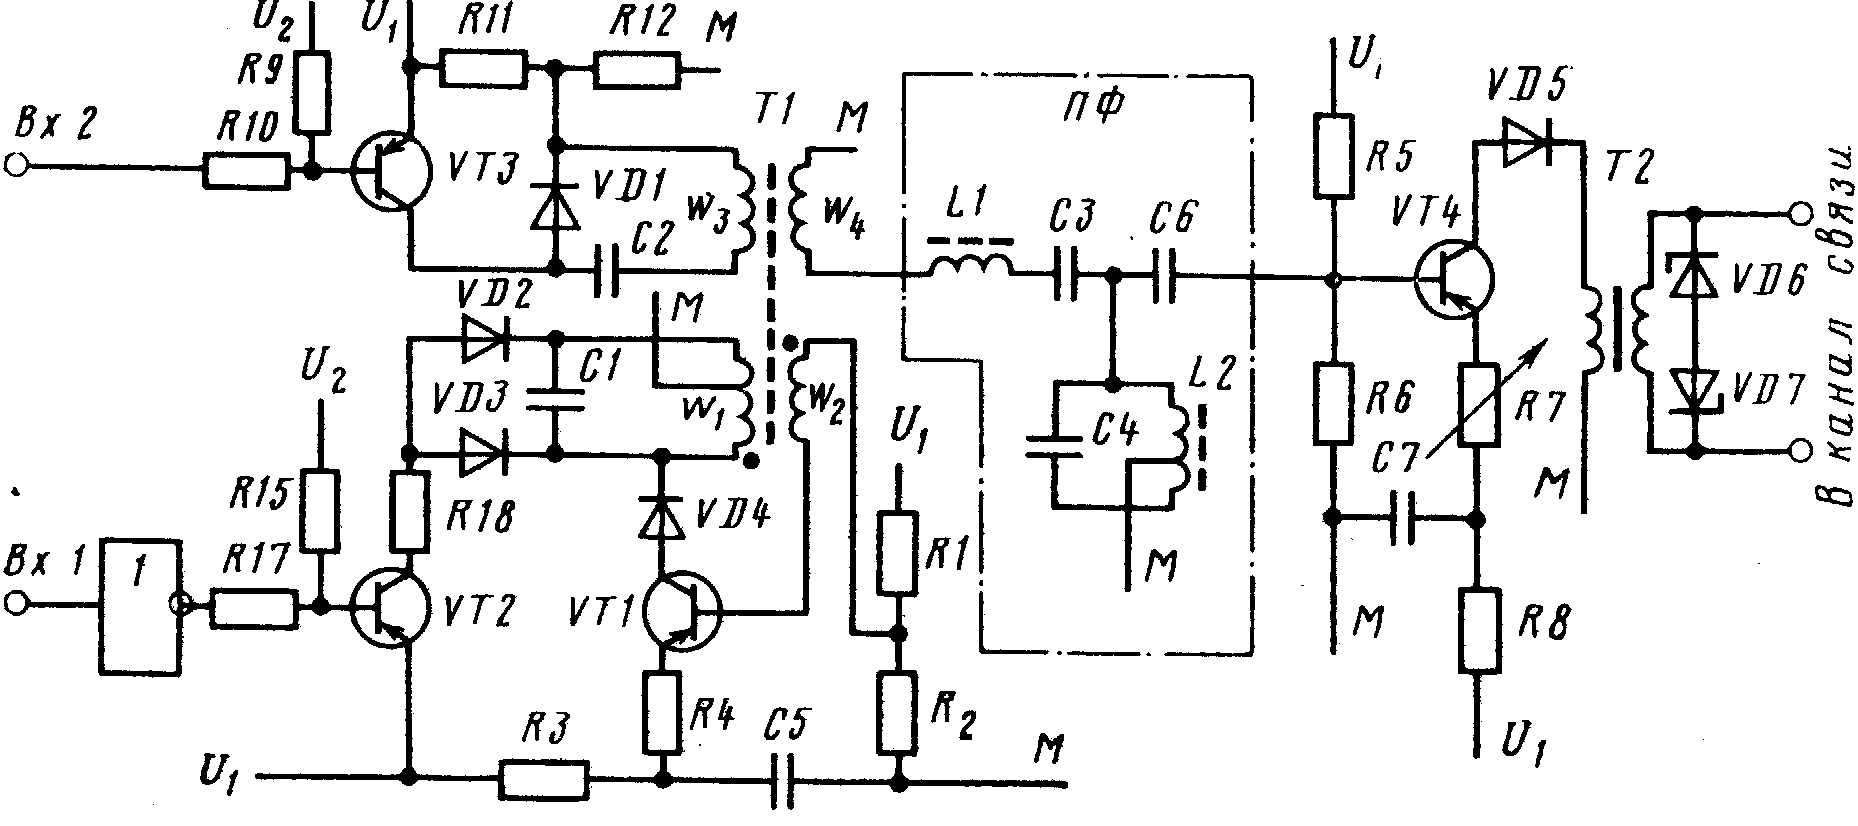 U2 U1 R11 R12 M
R9
Вх 2 R10 VT3 VD1 C2 W3 T1 W4 M
ПФ
L1 C3 C6
C4 L2 M
U1 R5 VT4 VD5 T2
R6 C7 R7 M
VD6
VD7
В канал связи
M R8 U1
VD2 M
U2 VD3 C1 W1 W2
R15 R18 VD4 U1
Вх 1 1 R17 VT2 VT1 R1
R3 R4 C5 R2
U1 M